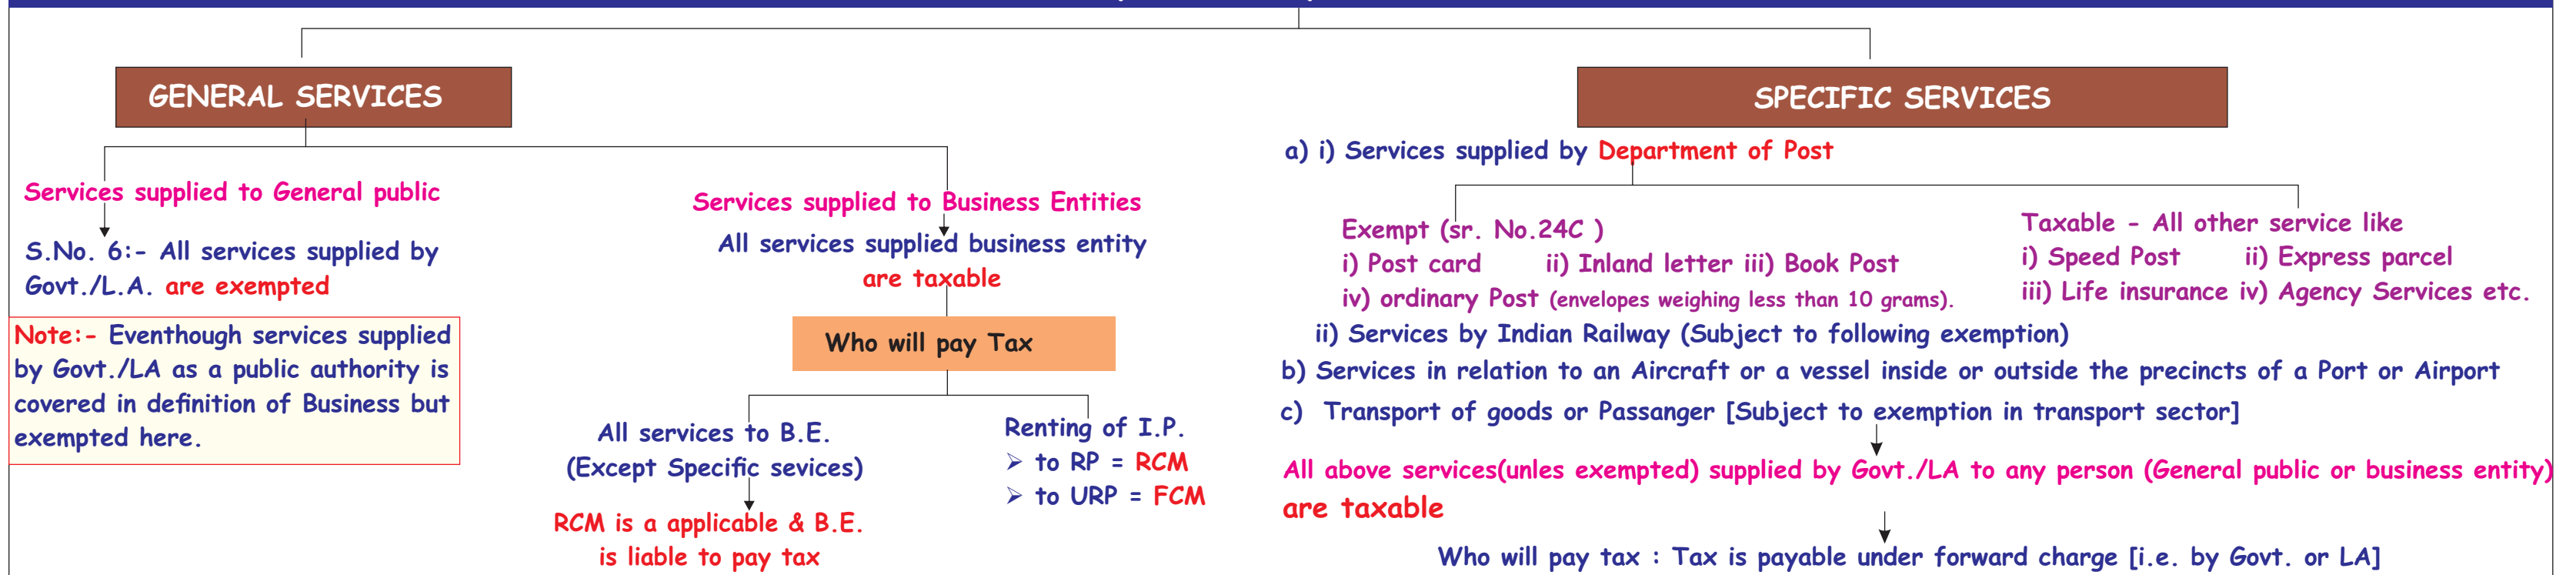 GENERAL SERVICES
Services supplied to General public
S.No. 6:- All services supplied by
Govt./L.A. are exempted
Note:- Eventhough services supplied
by Govt./LA as a public authority is
covered in definition of Business but
exempted here.
Services supplied to Business Entities
All services supplied business entity
are taxable
Who will pay Tax
All services to B.E.
(Except Specific sevices)
RCM is a applicable & B.E.
is liable to pay tax
Renting of I.P.
➢ to RP = RCM
➢ to URP = FCM
SPECIFIC SERVICES
a) i) Services supplied by Department of Post
Exempt (sr. No.24C )
i) Post card ii) Inland letter iii) Book Post
iv) ordinary Post (envelopes weighing less than 10 grams).
Taxable - All other service like
i) Speed Post ii) Express parcel
iii) Life insurance iv) Agency Services etc.
ii) Services by Indian Railway (Subject to following exemption)
b) Services in relation to an Aircraft or a vessel inside or outside the precincts of a Port or Airport
c) Transport of goods or Passanger [Subject to exemption in transport sector]
All above services(unles exempted) supplied by Govt./LA to any person (General public or business entity)
are taxable
Who will pay tax : Tax is payable under forward charge [i.e. by Govt. or LA]